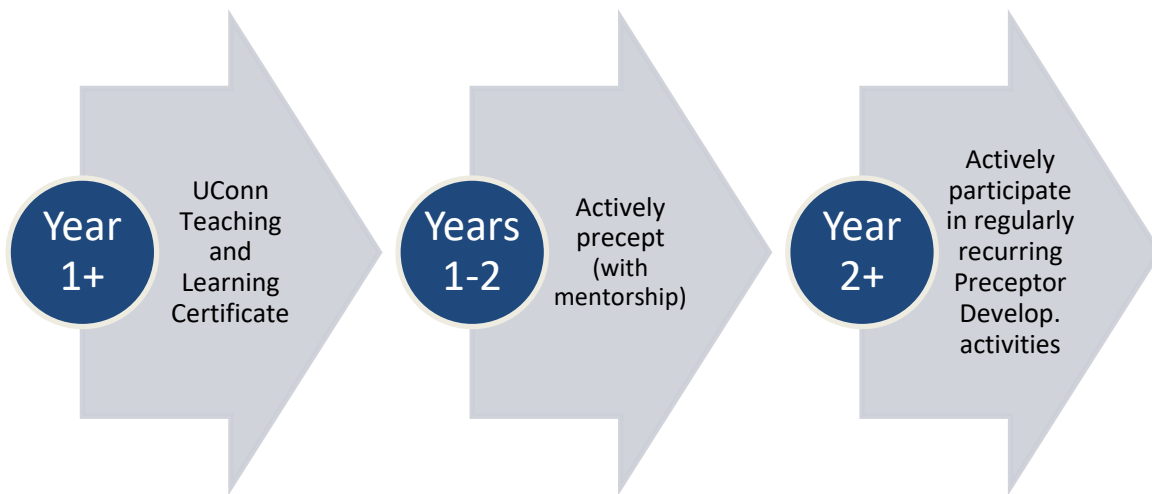 Year
1+
UConn
Teaching
and
Learning
Certificate
Years
1-2
Actively
precept
(with
mentorship)
Year
2+
Actively
participate
in regularly
recurring
Preceptor
Develop.
activities